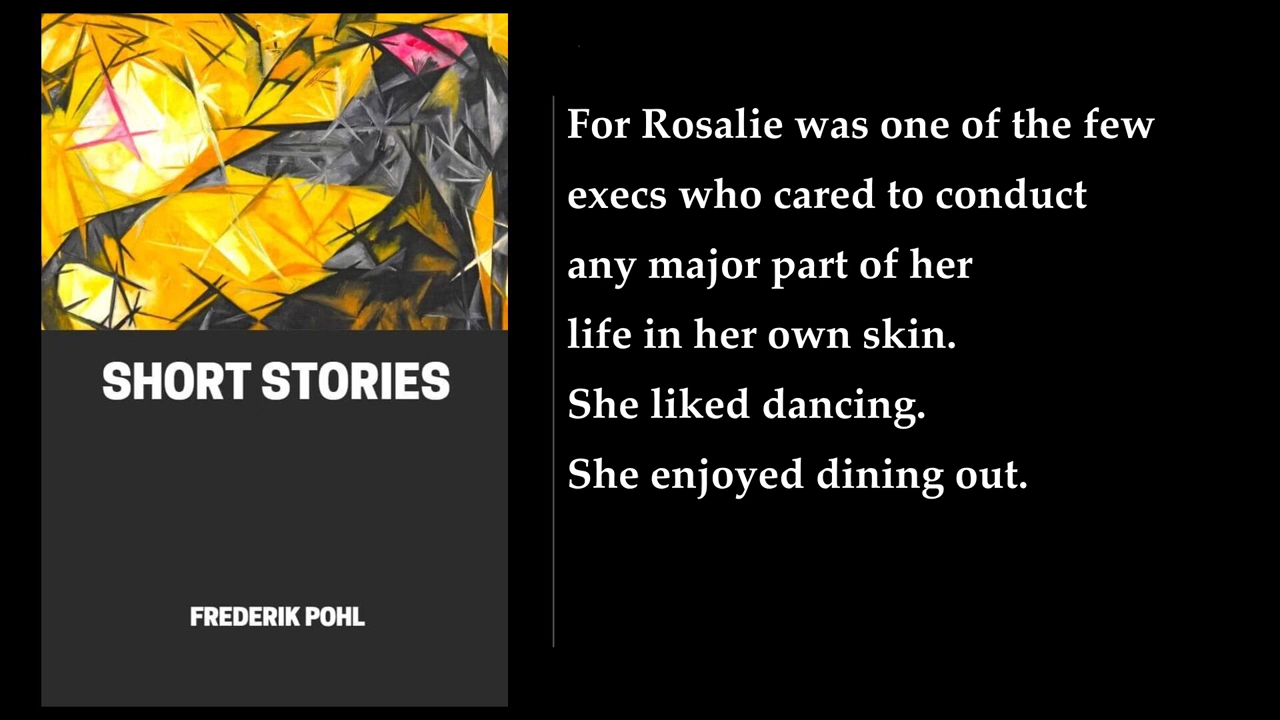 SHORT STORIES
FREDERIK POHL
For Rosalie was one of the few
execs who cared to conduct
any major part of her
life in her own skin.
She liked dancing.
She enjoyed dining out.